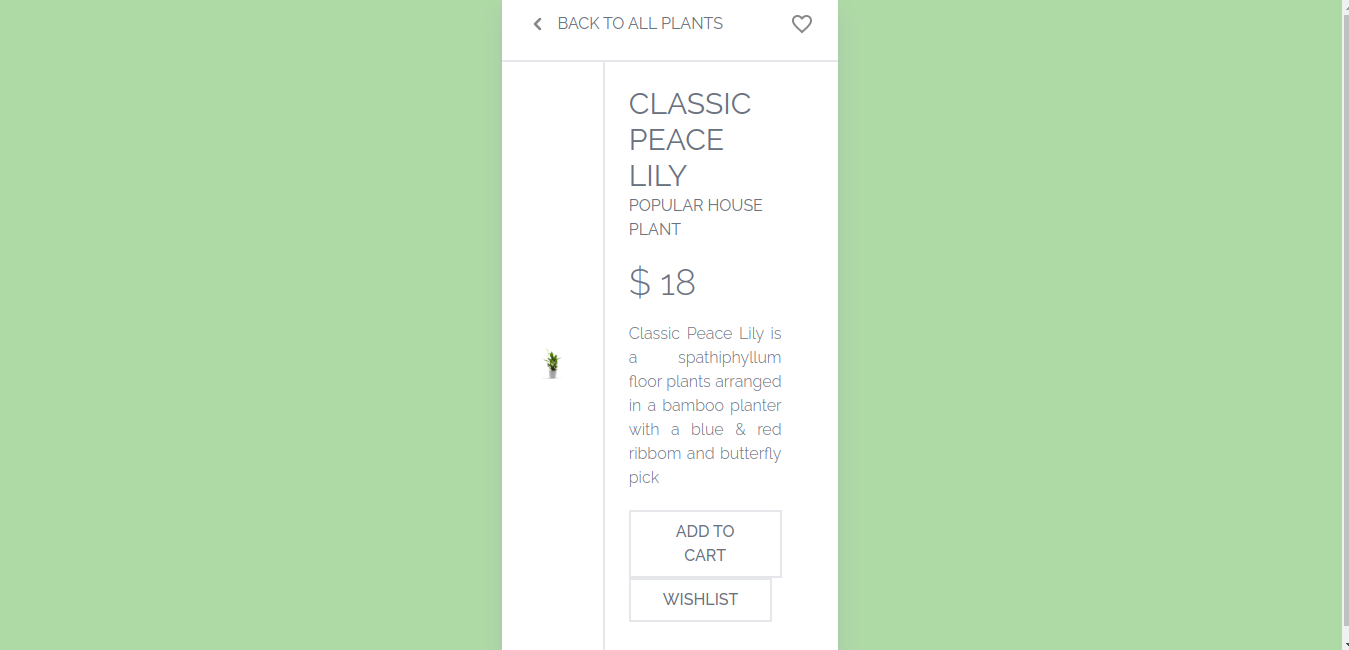 BACK TO ALL PLANTS
CLASSIC
PEACE
LILY
POPULAR HOUSE
PLANT
$ 18
Classic Peace Lily is
a spathiphyllum
floor plants arranged
in a bamboo planter
with a blue & red
ribbom and butterfly
pick
ADD TO
CART
WISHLIST